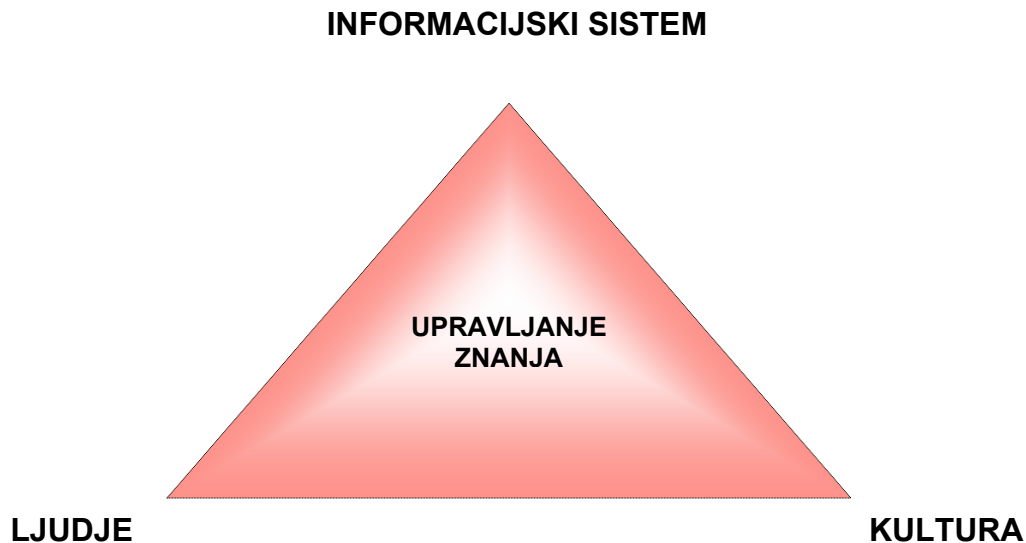 INFORMACIJSKI SISTEM
UPRAVLJANJE
ZNANJA
LJUDJE
KULTURA